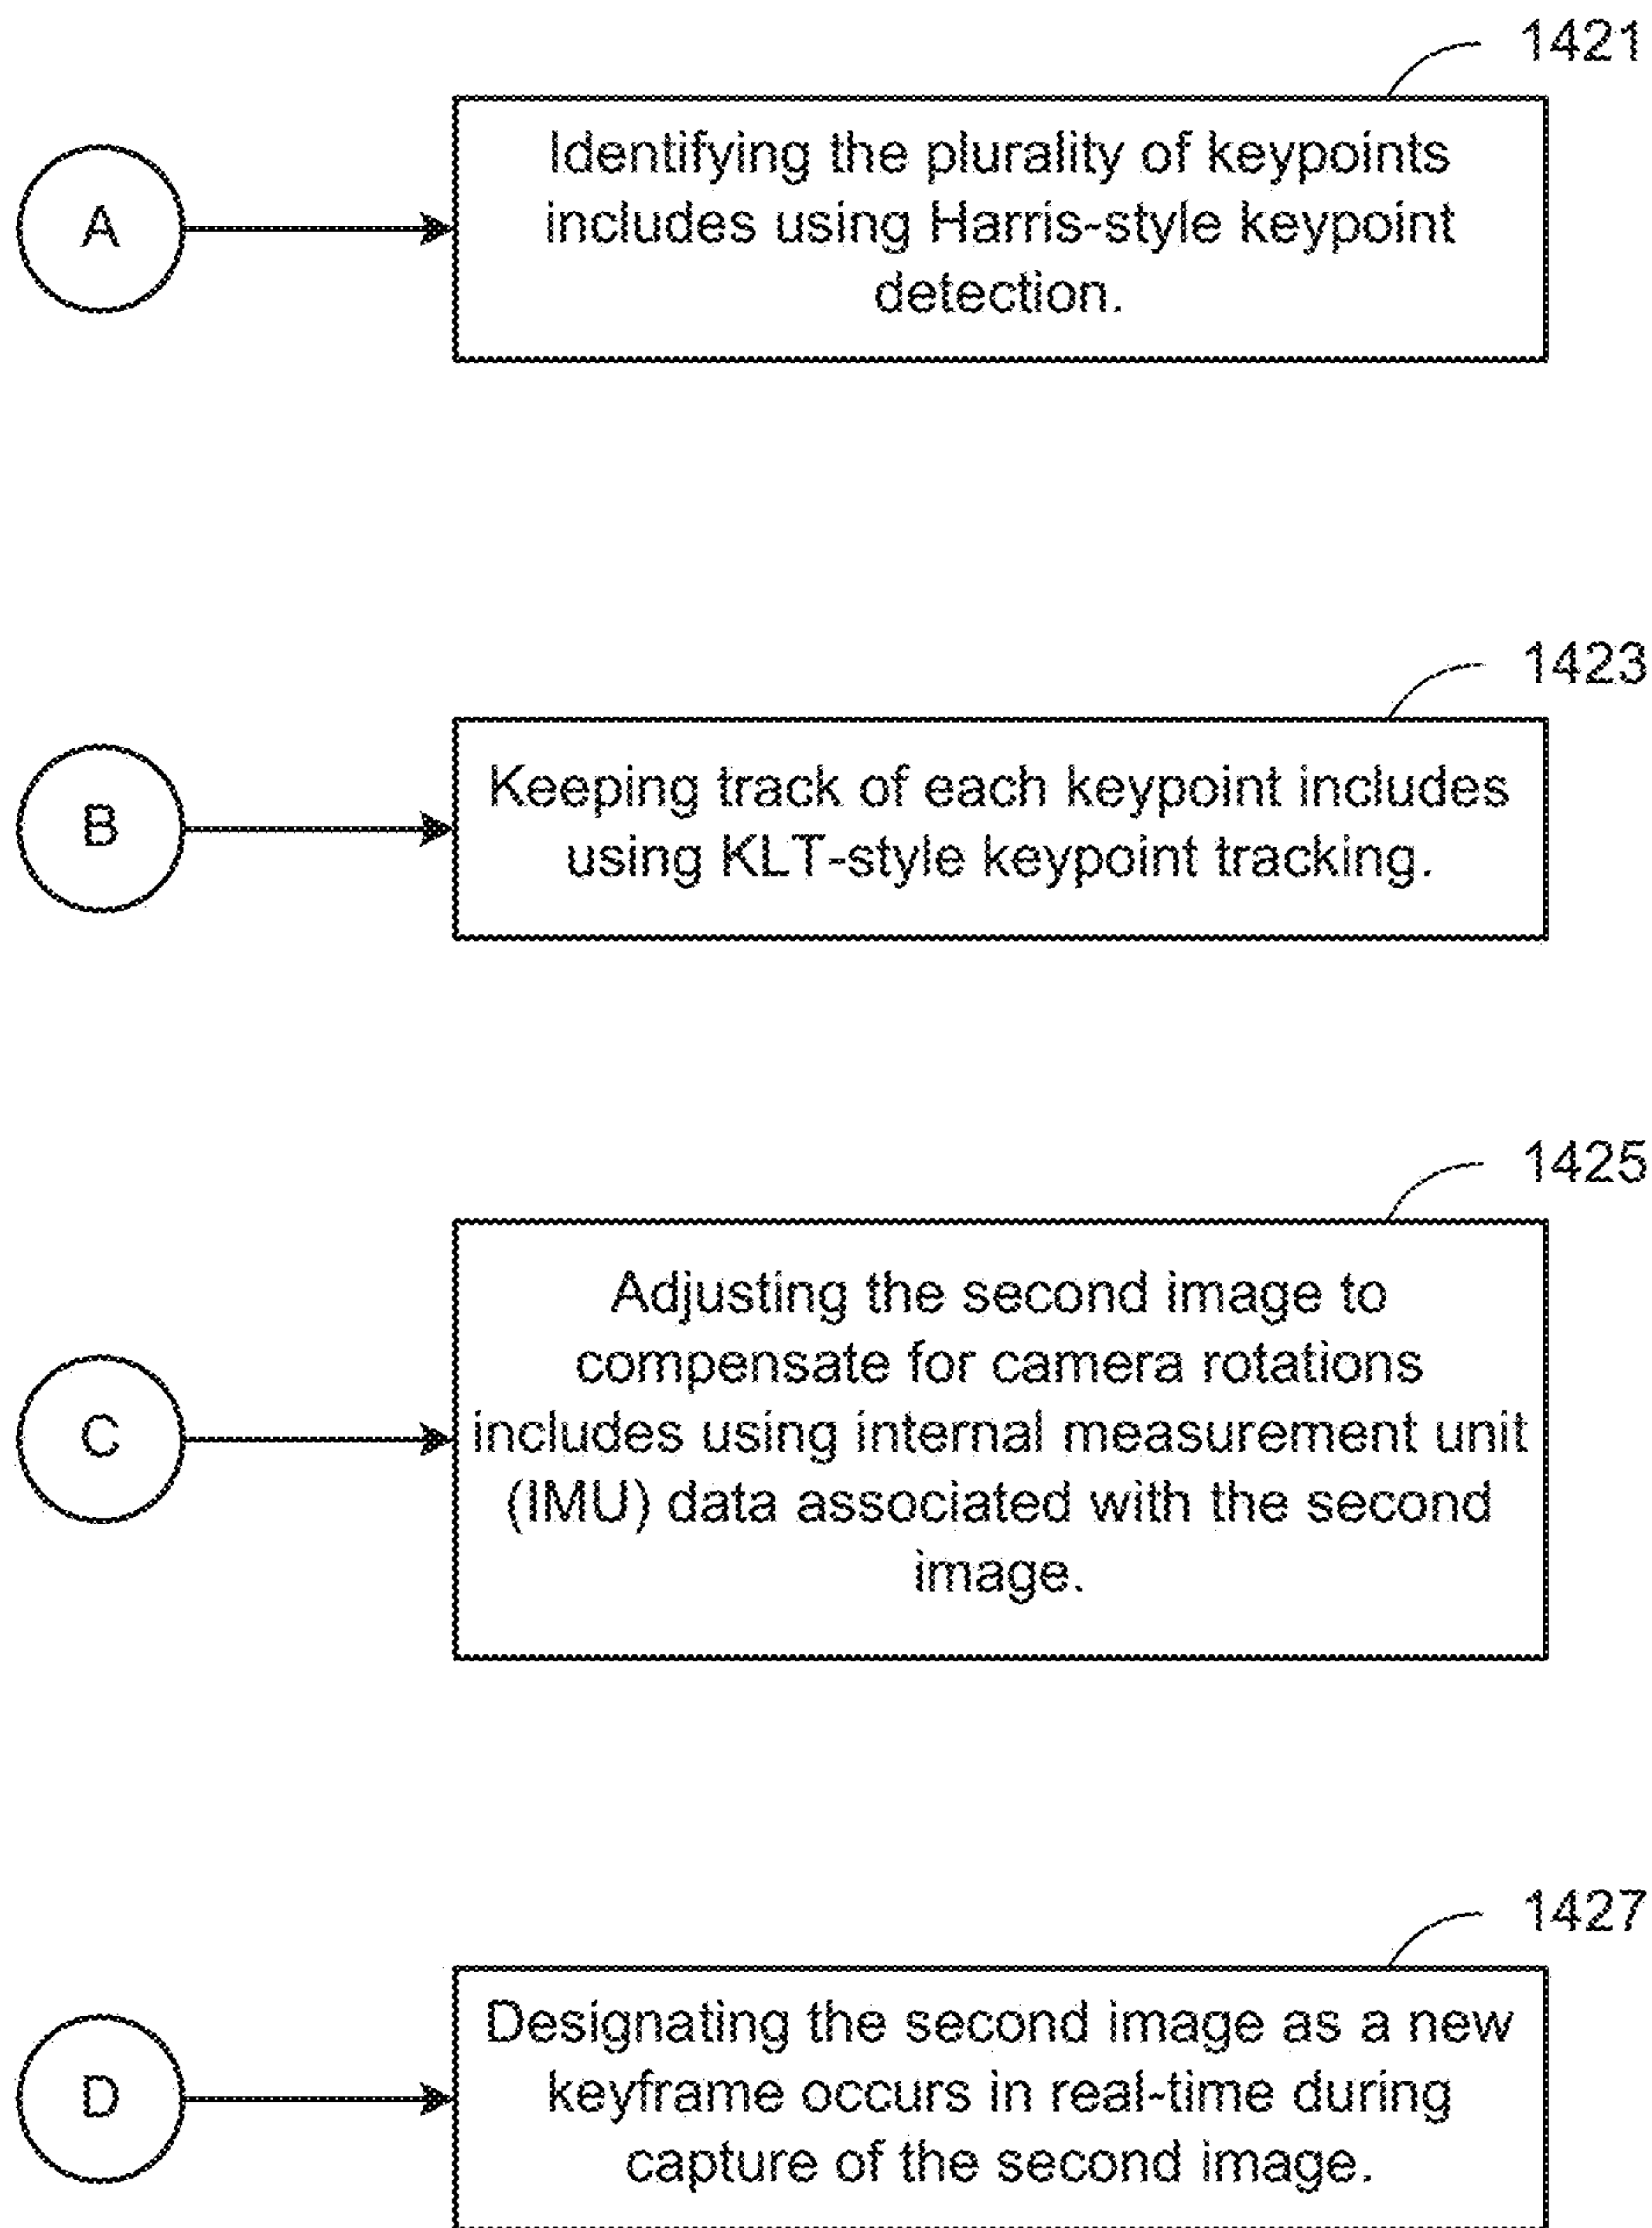 1421
A
Identifying the plurality of keypoints
includes using Harris-style keypoint
detection.
1423
B
Keeping track of each keypoint includes
using KLT-style keypoint tracking.
1425
C
Adjusting the second image to
compensate for camera rotations
includes using internal measurement unit
(IMU) data associated with the second
image.
1427
D
Designating the second image as a new
keyframe occurs in real-time during
capture of the second image.